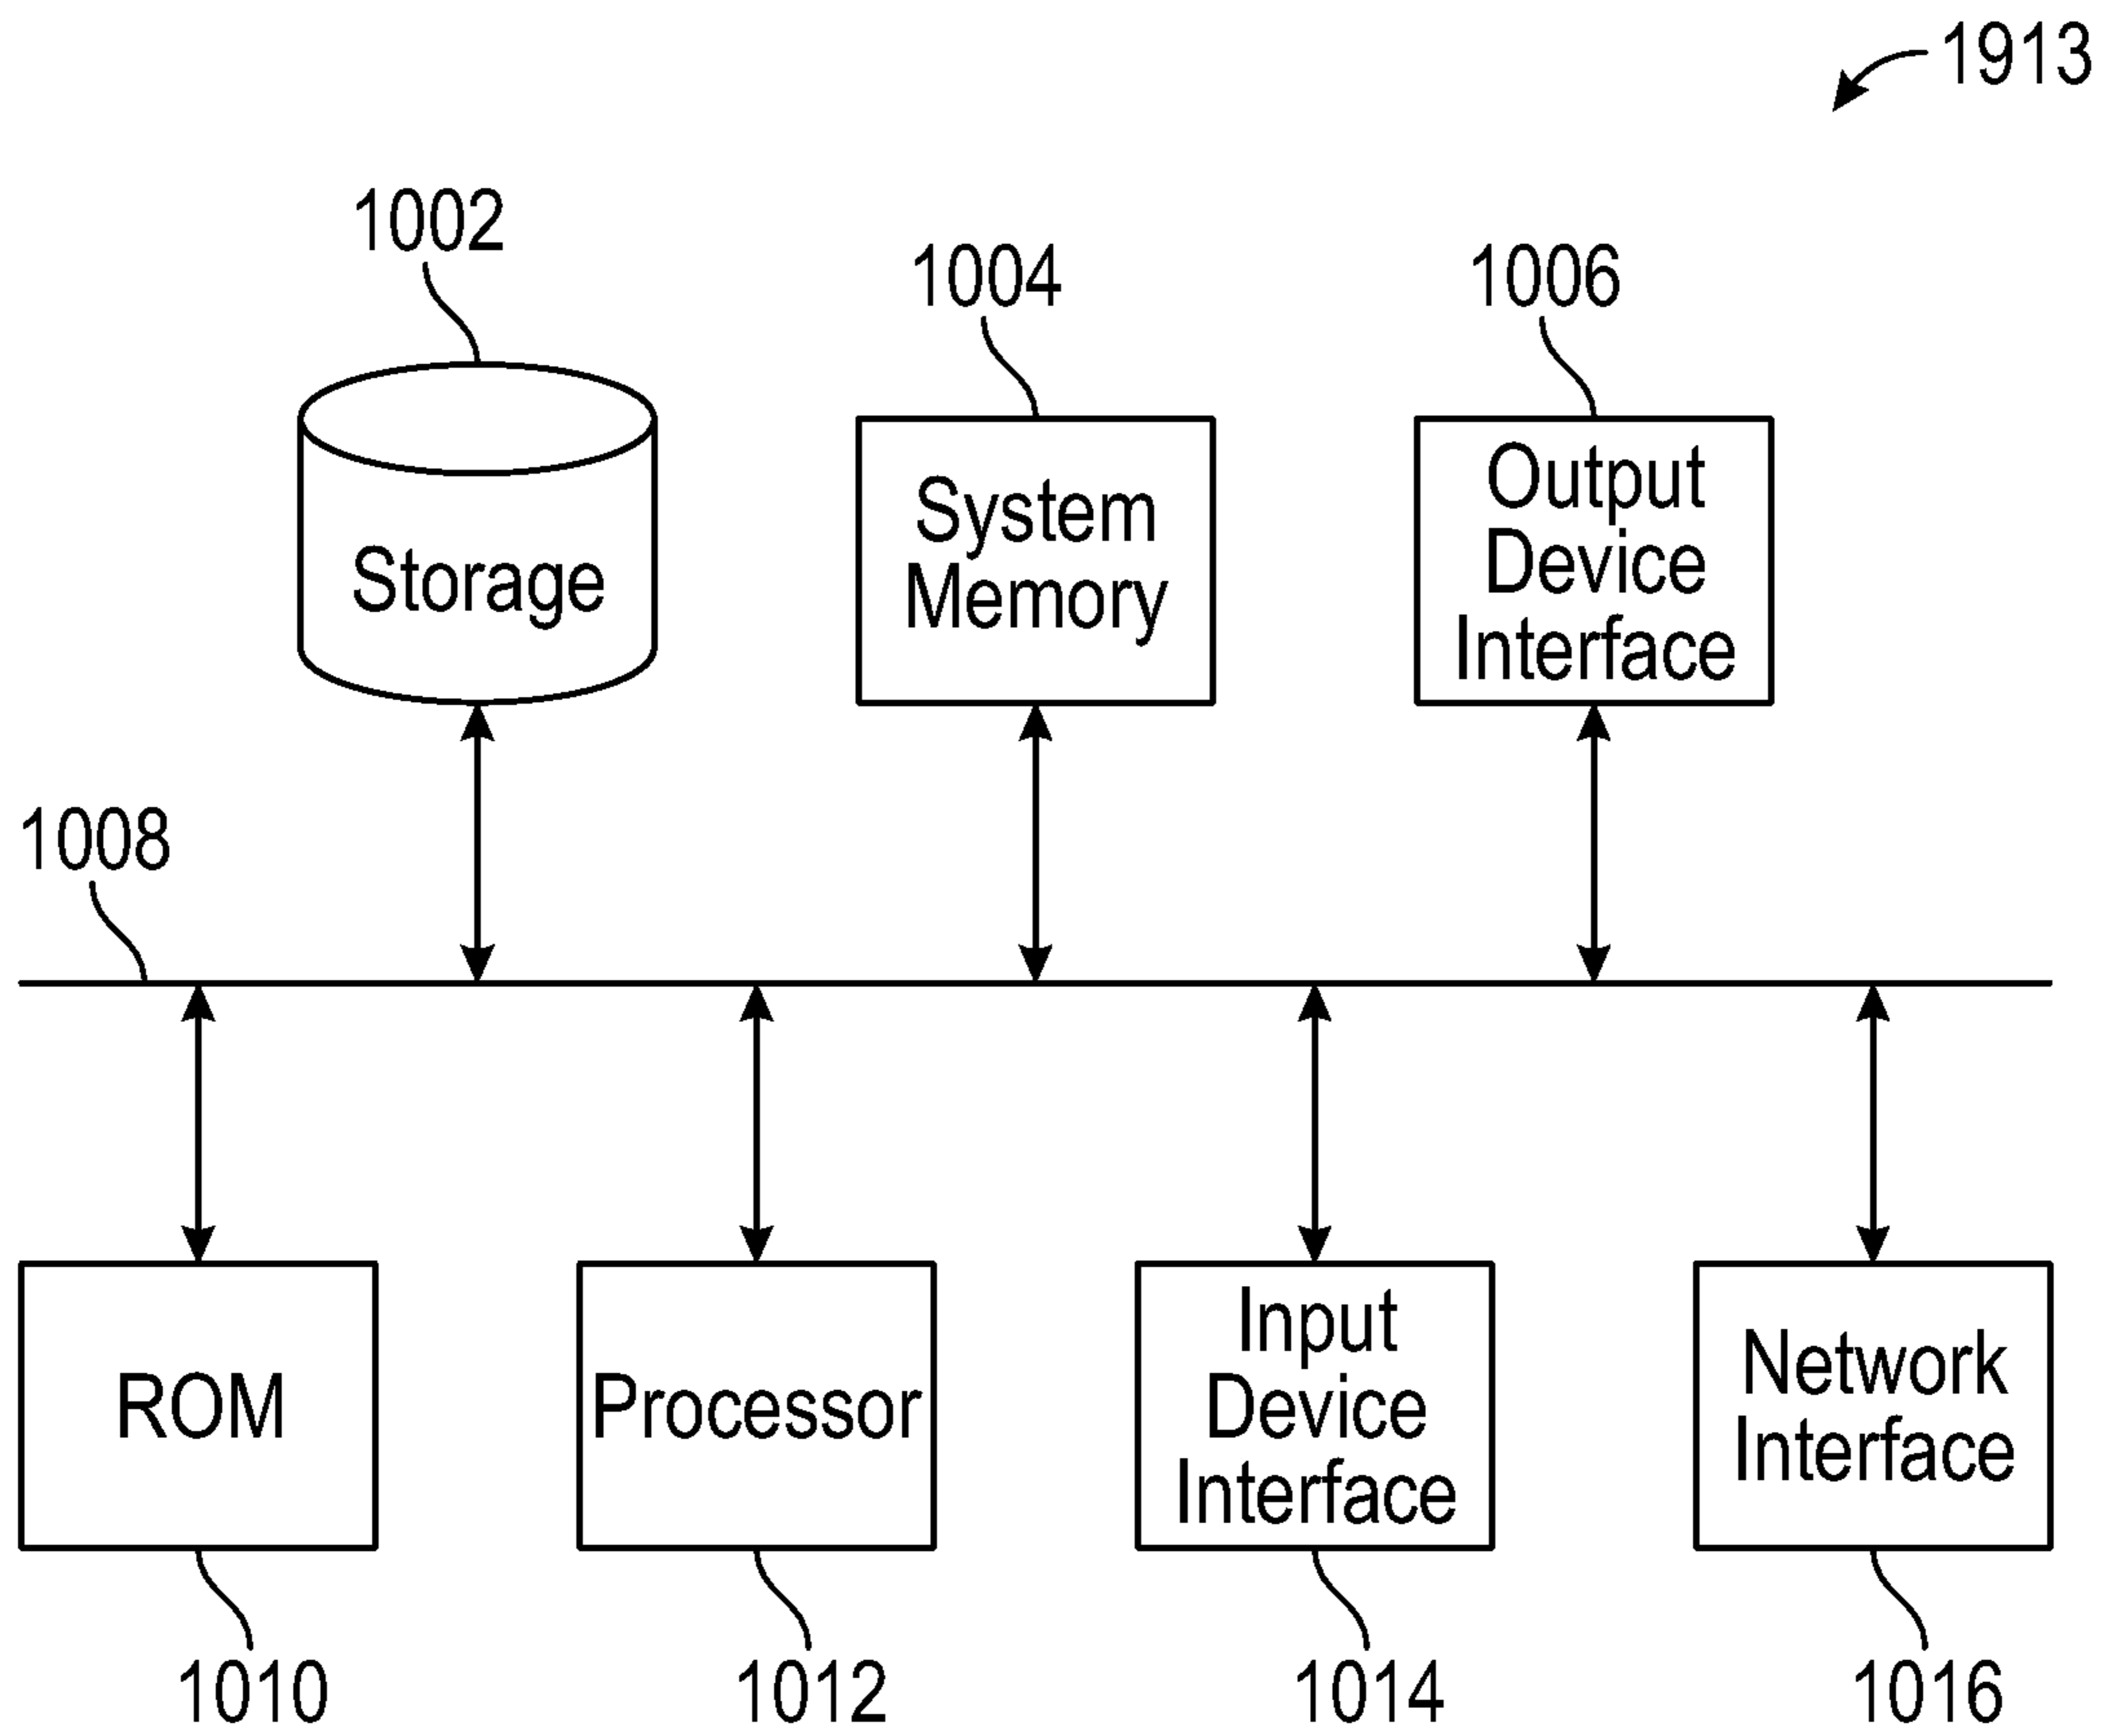 1913
1002
1004
1006
Storage
System
Memory
Output
Device
Interface
1008
ROM
Processor
Input
Device
Interface
Network
Interface
1010
1012
1014
1016